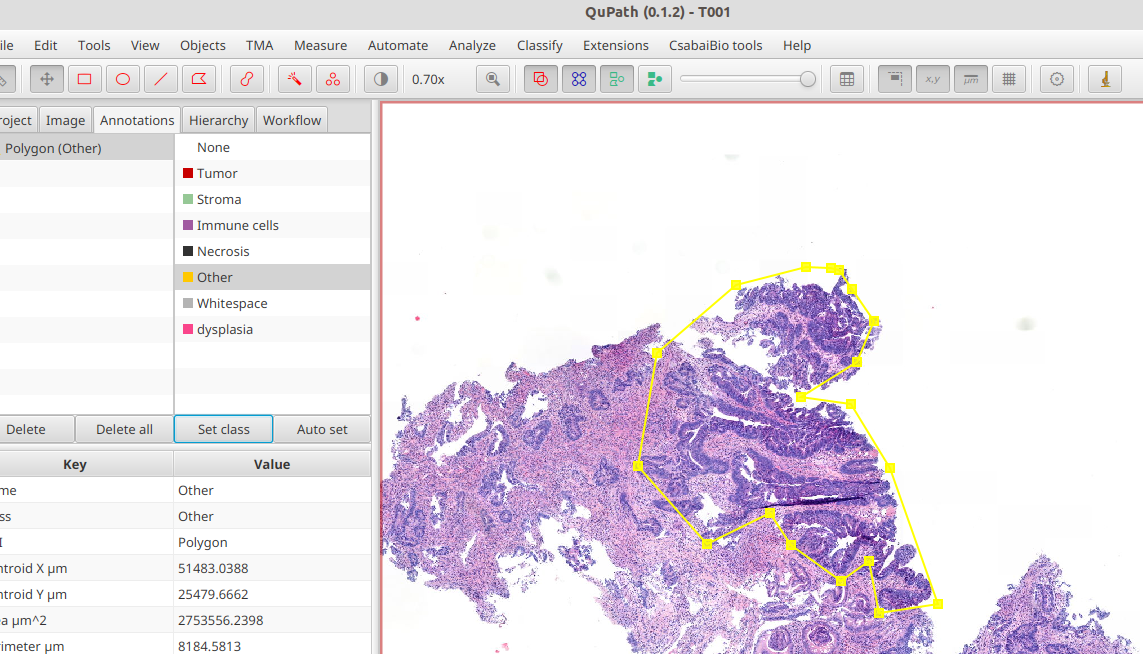 QuPath (0.1.2) - T001
ile Edit Tools View Objects TMA Measure Automate Analyze Classify Extensions CsabaiBio tools Help
0.70x x,y μm
roject Image Annotations Hierarchy Workflow
Polygon (Other)
None
Tumor
Stroma
Immune cells
Necrosis
Other
Whitespace
dysplasia
Delete Delete all Set class Auto set
Key Value
me Other
ss Other
I Polygon
ntroid X μm 51483.0388
ntroid Y μm 25479.6662
ea μm^2 2753556.2398
rimeter μm 8184.5813